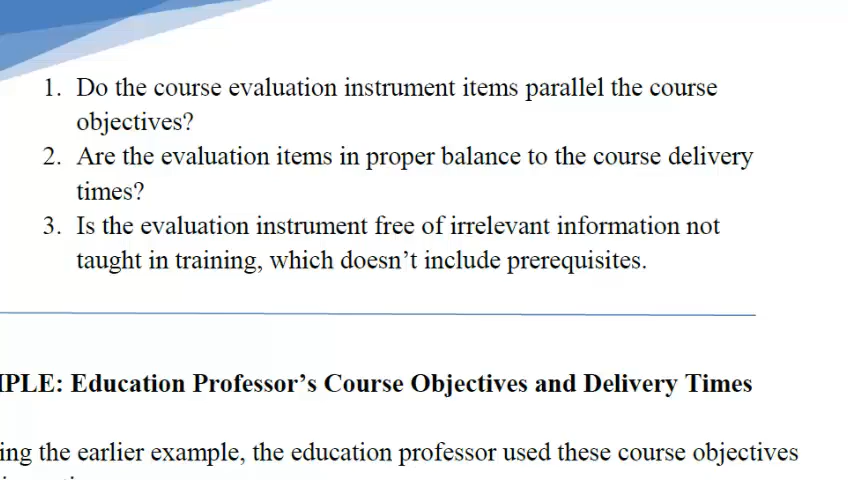 1. Do the course evaluation instrument items parallel the course
objectives?
2. Are the evaluation items in proper balance to the course delivery
times?
3. Is the evaluation instrument free of irrelevant information not
taught in training, which doesn’t include prerequisites.
IPLE: Education Professor’s Course Objectives and Delivery Times
ing the earlier example, the education professor used these course objectives